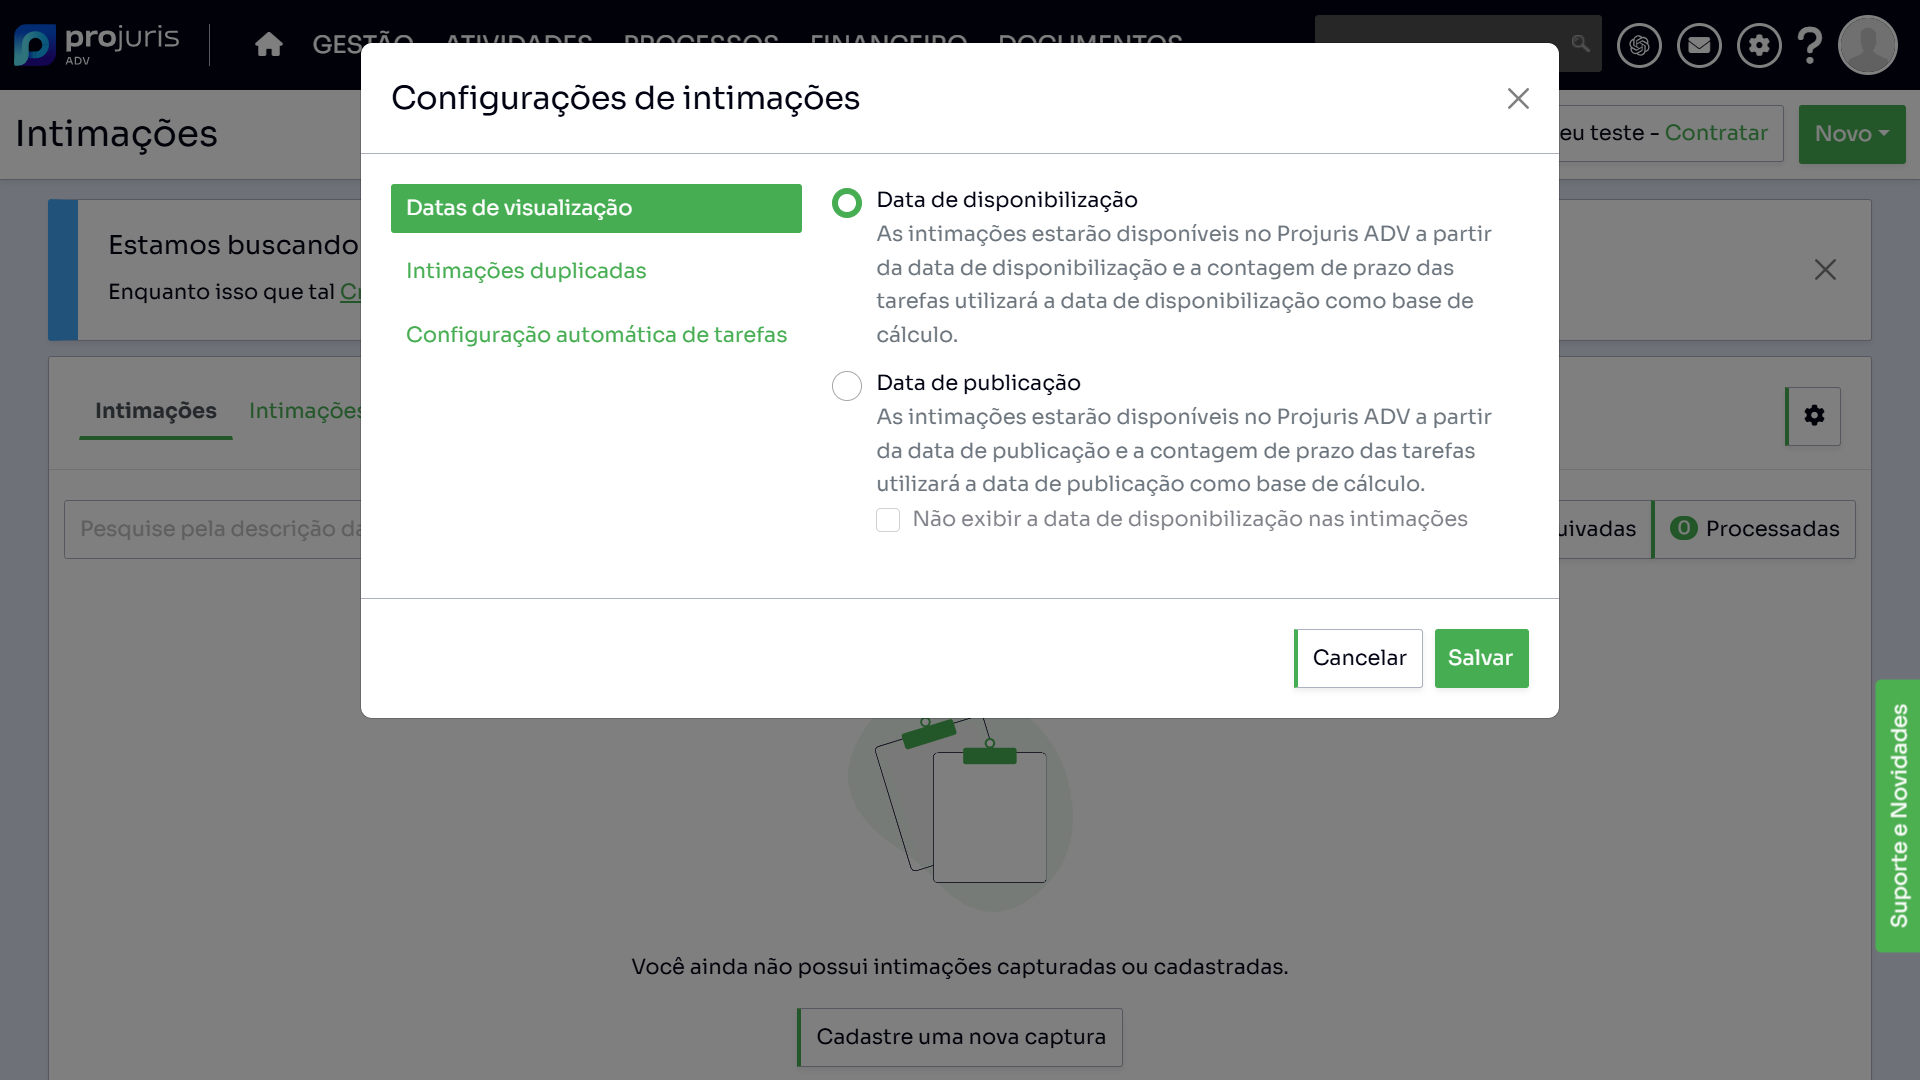 projuris
ADV
GESTÃO ATIVIDADES PROCESSOS FINANCEIRO DOCUMENTOS
Intimações
eu teste - Contratar
Novo
Configurações de intimações
Estamos buscando
Enquanto isso que tal
Datas de visualização
Intimações duplicadas
Configuração automática de tarefas
Data de disponibilização
As intimações estarão disponíveis no Projuris ADV a partir
da data de disponibilização e a contagem de prazo das
tarefas utilizará a data de disponibilização como base de
cálculo.
Data de publicação
As intimações estarão disponíveis no Projuris ADV a partir
da data de publicação e a contagem de prazo das tarefas
utilizará a data de publicação como base de cálculo.
Não exibir a data de disponibilização nas intimações
Cancelar
Salvar
Intimações
Intimações
Pesquise pela descrição da
uivadas
0 Processadas
Você ainda não possui intimações capturadas ou cadastradas.
Cadastre uma nova captura
Suporte e Novidades